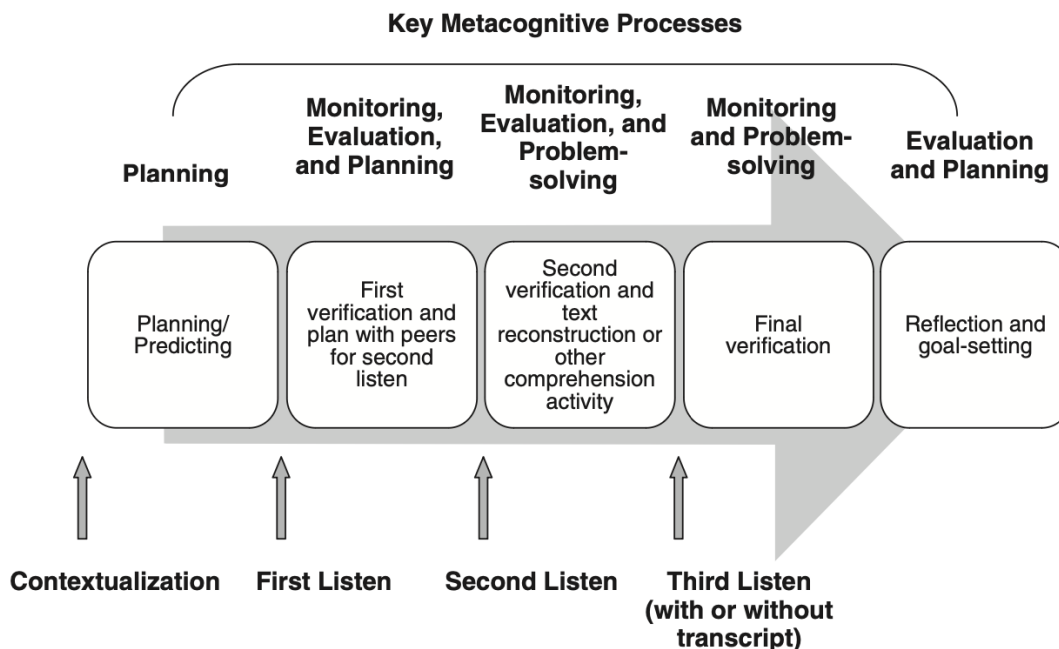 Key Metacognitive Processes
Planning
Monitoring,
Evaluation,
and Planning
Monitoring,
Evaluation, and
Problem-
solving
Monitoring
and Problem-
solving
Evaluation
and Planning
Planning/
Predicting
First
verification and
plan with peers
for second
listen
Second
verification and
text
reconstruction or
other
comprehension
activity
Final
verification
Reflection and
goal-setting
Contextualization
First Listen
Second Listen
Third Listen
(with or without
transcript)